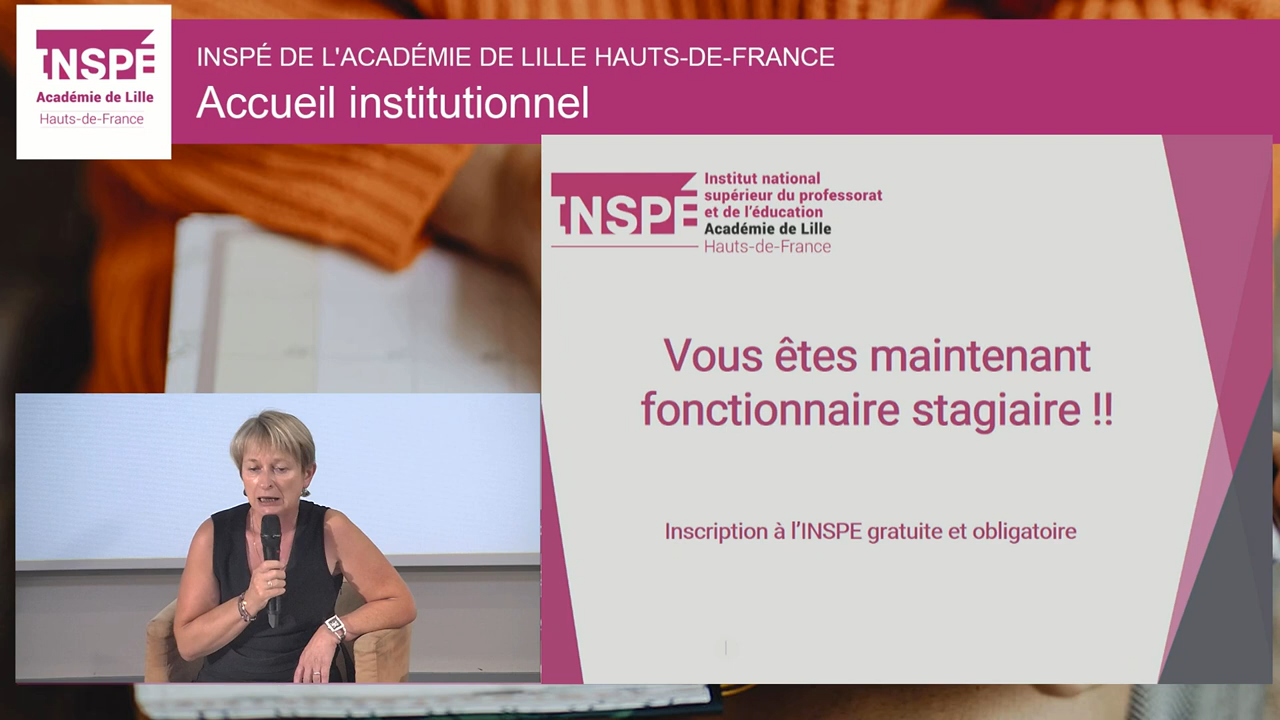 INSPÉ
Académie de Lille
Hauts-de-France
INSPÉ DE L'ACADÉMIE DE LILLE HAUTS-DE-FRANCE
Accueil institutionnel
INSPÉ
Institut national
supérieur du professorat
et de l'éducation
Académie de Lille
Hauts-de-France
Vous êtes maintenant
fonctionnaire stagiaire !!
Inscription à l'INSPE gratuite et obligatoire